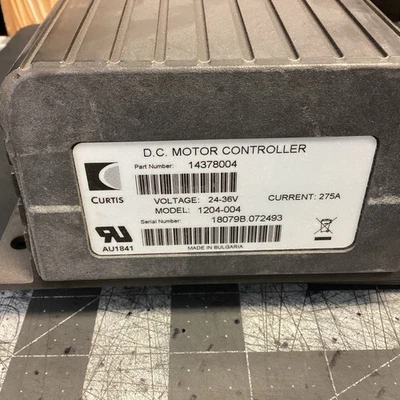 D.C. MOTOR CONTROLLER
Part Number: 14378004
CURTIS
VOLTAGE: 24-36V CURRENT: 275A
MODEL: 1204-004
Serial Number: 18079B.072493
RU
AU1841
MADE IN BULGARIA